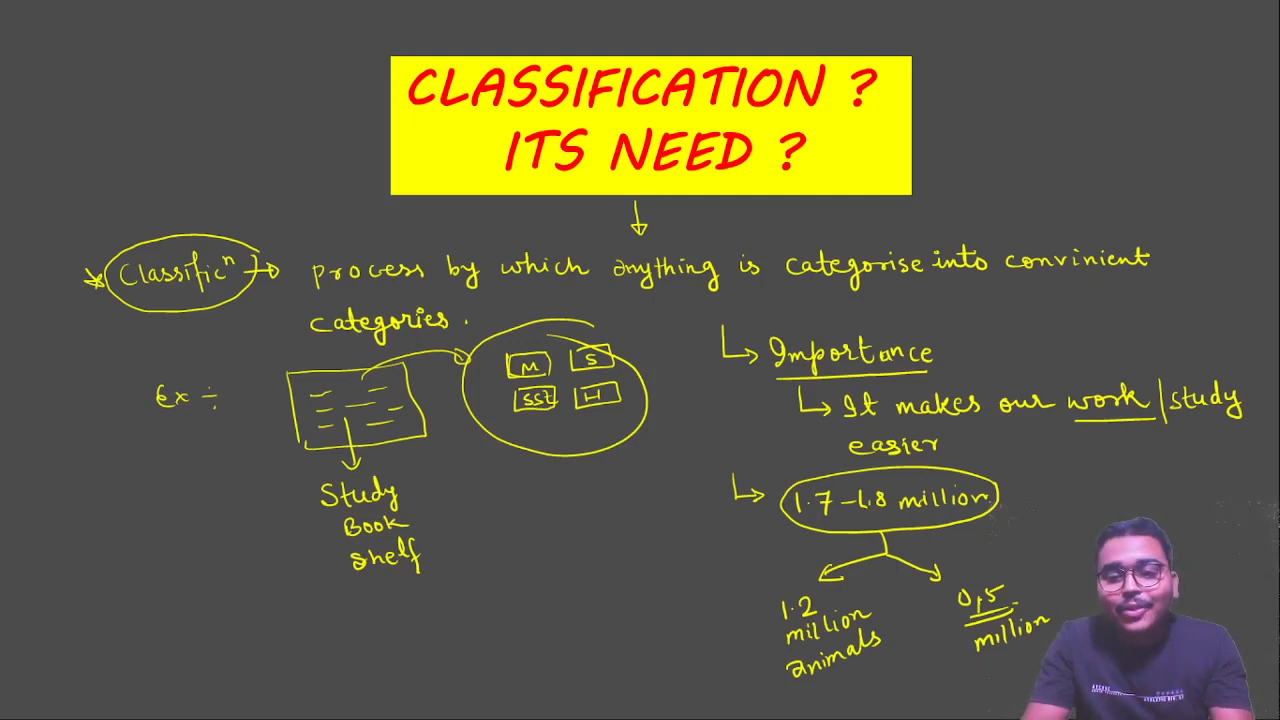 CLASSIFICATION ?
ITS NEED ?
Classificⁿ → process by which anything is categorise into convinient
categories.
Ex ÷
M
S
SST
H
Study
Book
Shelf
Importance
It makes our work/study
easier
1.7-1.8 million
1.2
million
animals
0.5
million